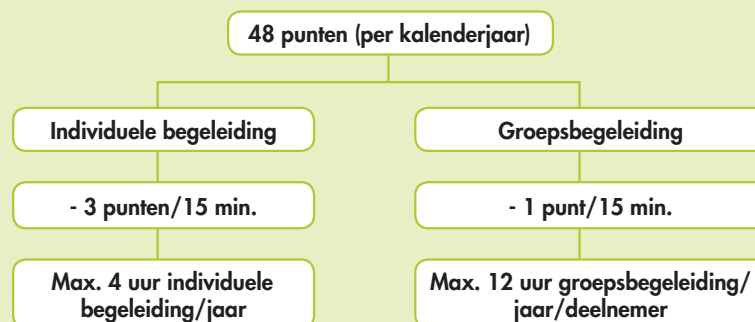 48 punten (per kalenderjaar)
Individuele begeleiding
- 3 punten/15 min.
Max. 4 uur individuele
begeleiding/jaar
Groepsbegeleiding
- 1 punt/15 min.
Max. 12 uur groepsbegeleiding/
jaar/deelnemer